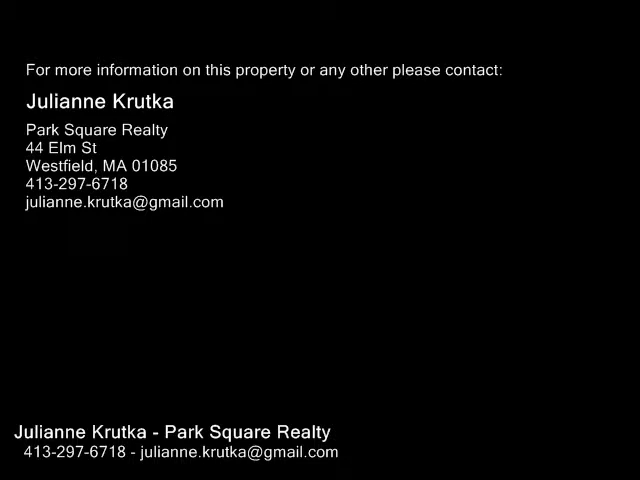 For more information on this property or any other please contact:
Julianne Krutka
Park Square Realty
44 Elm St
Westfield, MA 01085
413-297-6718
julianne.krutka@gmail.com
Julianne Krutka - Park Square Realty
413-297-6718 - julianne.krutka@gmail.com